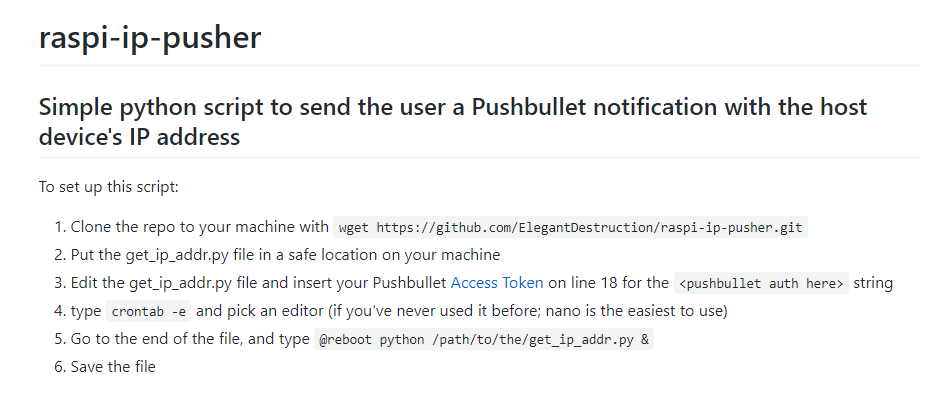 raspi-ip-pusher
Simple python script to send the user a Pushbullet notification with the host
device's IP address
To set up this script:
1. Clone the repo to your machine with wget https://github.com/ElegantDestruction/raspi-ip-pusher.git
2. Put the get_ip_addr.py file in a safe location on your machine
3. Edit the get_ip_addr.py file and insert your Pushbullet Access Token on line 18 for the <pushbullet auth here> string
4. type crontab -e and pick an editor (if you've never used it before; nano is the easiest to use)
5. Go to the end of the file, and type @reboot python /path/to/the/get_ip_addr.py &
6. Save the file